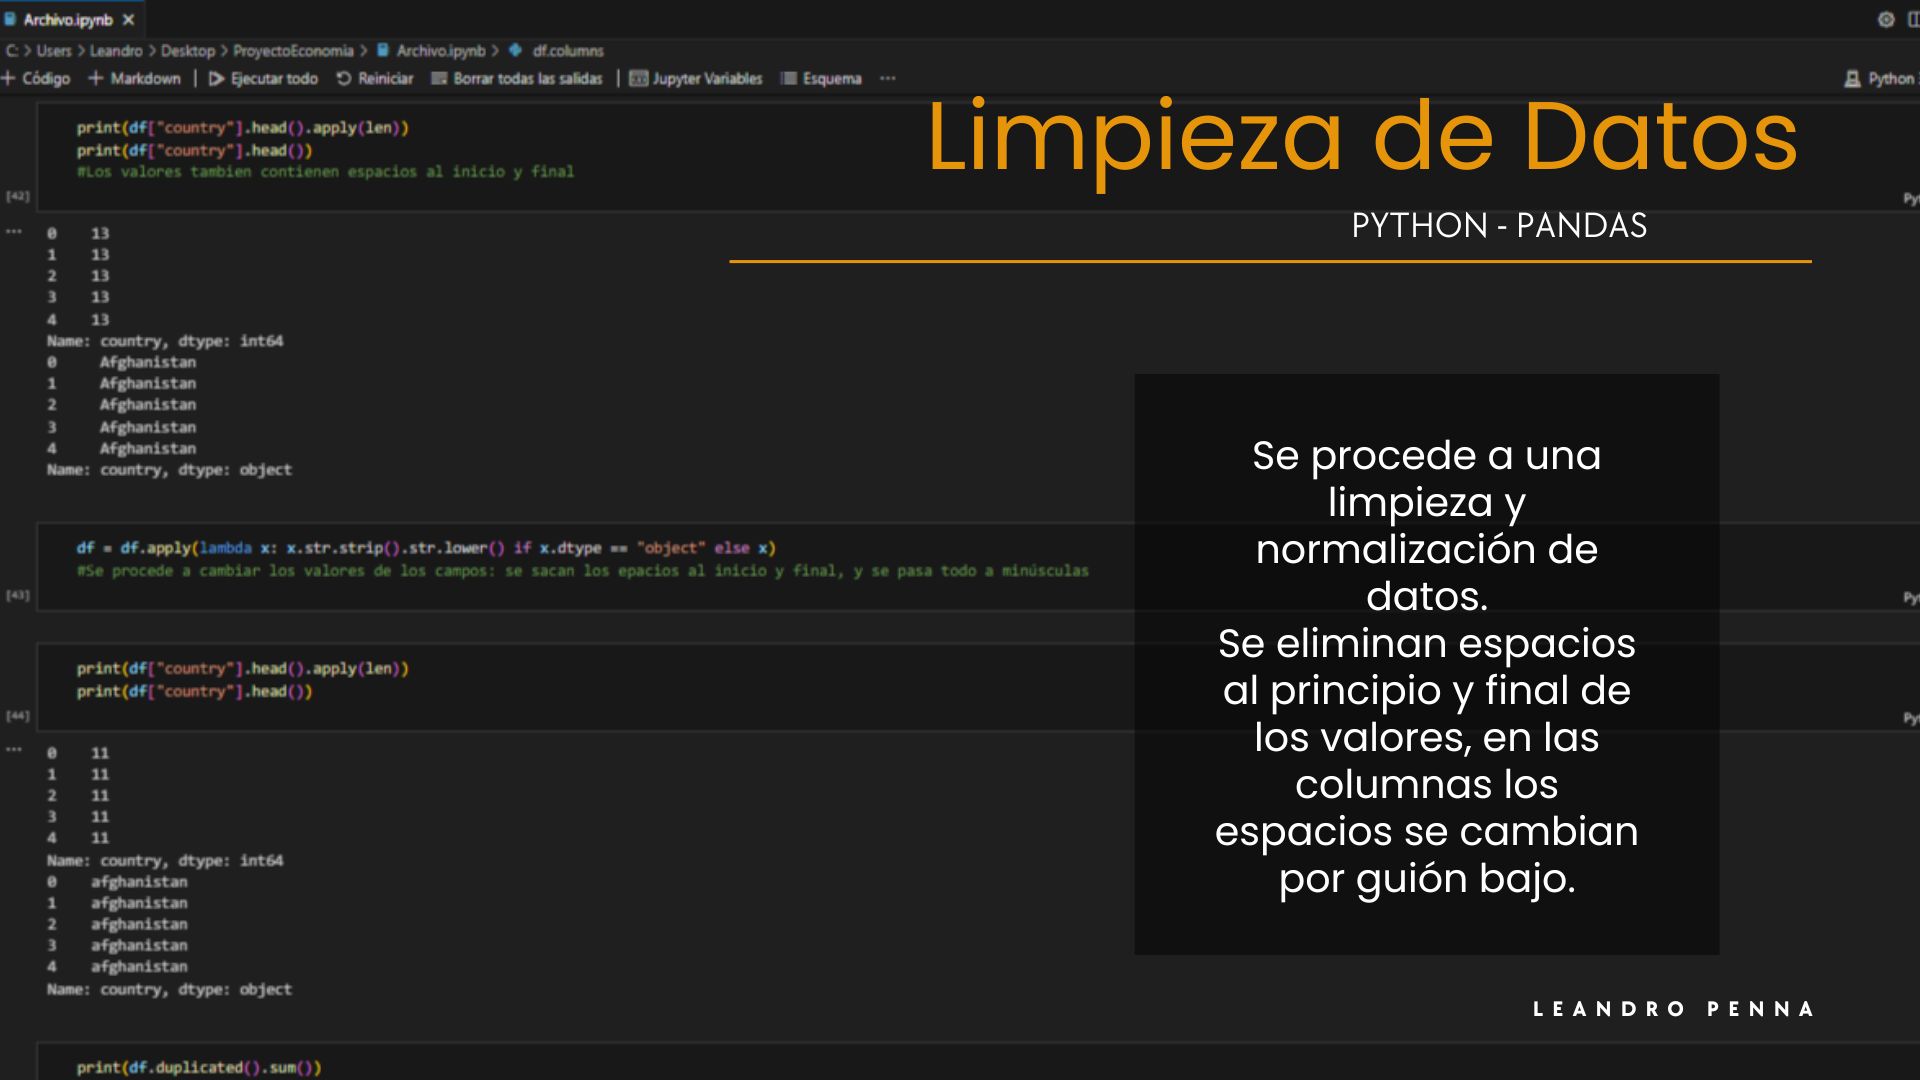 Archivo.ipynb
C: > Users > Leandro > Desktop > ProyectoEconomia > Archivo.ipynb > df.columns
+ Código + Markdown | Ejecutar todo Reiniciar Borrar todas las salidas | Jupyter Variables Esquema ...
Python
Limpieza de Datos
PYTHON - PANDAS
print(df["country"].head().apply(len))
print(df["country"].head())
#Los valores tambien contienen espacios al inicio y final
[42]
0 13
1 13
2 13
3 13
4 13
Name: country, dtype: int64
0 Afghanistan
1 Afghanistan
2 Afghanistan
3 Afghanistan
4 Afghanistan
Name: country, dtype: object
df = df.apply(lambda x: x.str.strip().str.lower() if x.dtype == "object" else x)
#Se procede a cambiar los valores de los campos: se sacan los epacios al inicio y final, y se pasa todo a minúsculas
[43]
print(df["country"].head().apply(len))
print(df["country"].head())
[44]
0 11
1 11
2 11
3 11
4 11
Name: country, dtype: int64
0 afghanistan
1 afghanistan
2 afghanistan
3 afghanistan
4 afghanistan
Name: country, dtype: object
print(df.duplicated().sum())
Se procede a una
limpieza y
normalización de
datos.
Se eliminan espacios
al principio y final de
los valores, en las
columnas los
espacios se cambian
por guión bajo.
LEANDRO PENNA